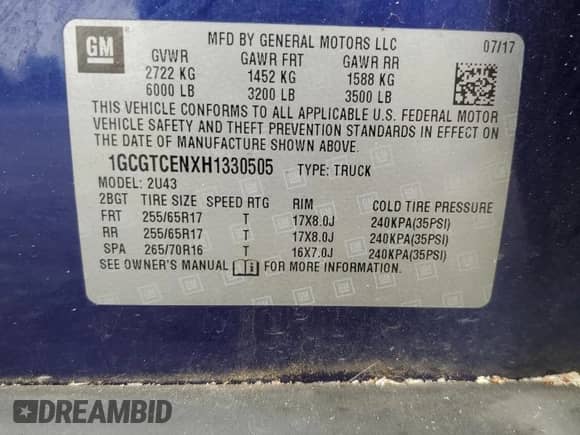 GM
MFD BY GENERAL MOTORS LLC 07/17
GVWR GAWR FRT GAWR RR
2722 KG 1452 KG 1588 KG
6000 LB 3200 LB 3500 LB
THIS VEHICLE CONFORMS TO ALL APPLICABLE U.S. FEDERAL MOTOR
VEHICLE SAFETY AND THEFT PREVENTION STANDARDS IN EFFECT ON
THE DATE OF MANUFACTURE SHOWN ABOVE.
1GCGTCENXH1330505 TYPE: TRUCK
MODEL: 2U43
2BGT TIRE SIZE SPEED RTG RIM COLD TIRE PRESSURE
FRT 255/65R17 T 17X8.0J 240KPA(35PSI)
RR 255/65R17 T 17X8.0J 240KPA(35PSI)
SPA 265/70R16 T 16X7.0J 240KPA(35PSI)
SEE OWNER'S MANUAL FOR MORE INFORMATION.
DREAMBID